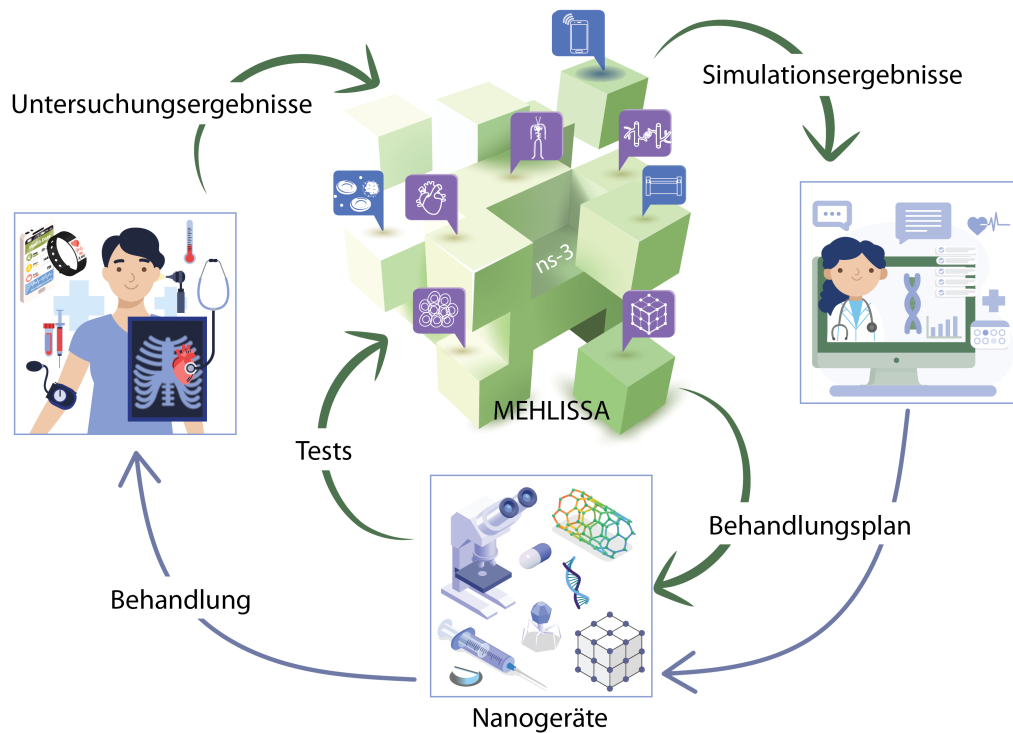 Untersuchungsergebnisse
Simulationsergebnisse
ns-3
MEHLISSA
Tests
Behandlungsplan
Behandlung
Nanogeräte